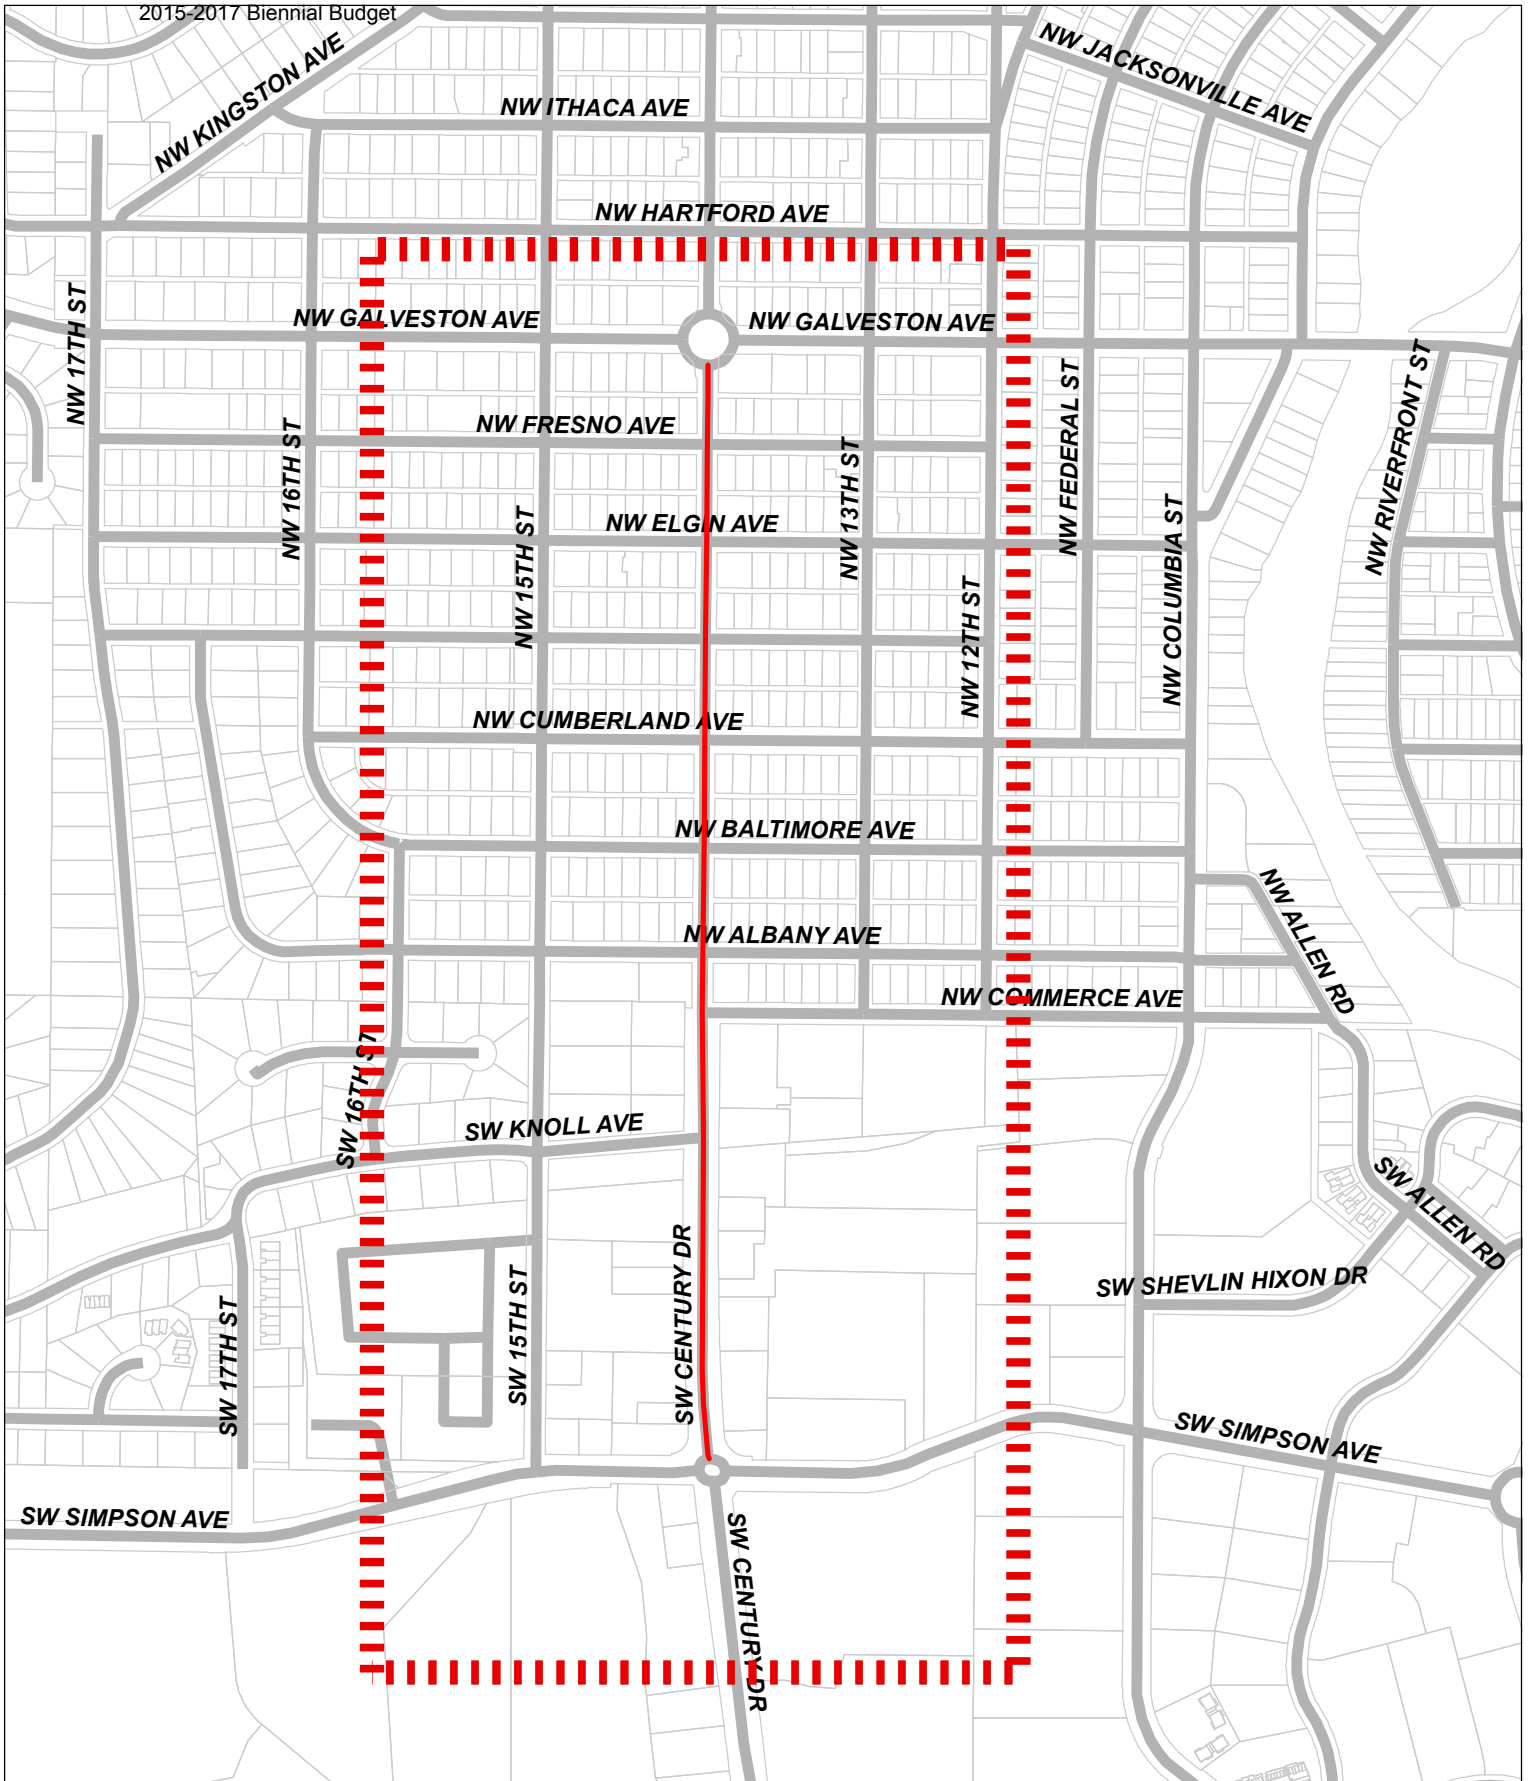 2015-2017 Biennial Budget
NW KINGSTON AVE
NW JACKSONVILLE AVE
NW ITHACA AVE
NW HARTFORD AVE
NW 17TH ST
NW GALVESTON AVE
NW GALVESTON AVE
NW RIVERFRONT ST
NW FEDERAL ST
NW FRESNO AVE
NW 16TH ST
NW 13TH ST
NW ELGIN AVE
NW 15TH ST
NW COLUMBIA ST
NW 12TH ST
NW CUMBERLAND AVE
NW BALTIMORE AVE
NW ALLEN RD
NW ALBANY AVE
NW COMMERCE AVE
SW 16TH ST
SW KNOLL AVE
SW ALLEN RD
SW CENTURY DR
SW SHEVLIN HIXON DR
SW 15TH ST
SW 17TH ST
SW SIMPSON AVE
SW SIMPSON AVE
SW CENTURY DR